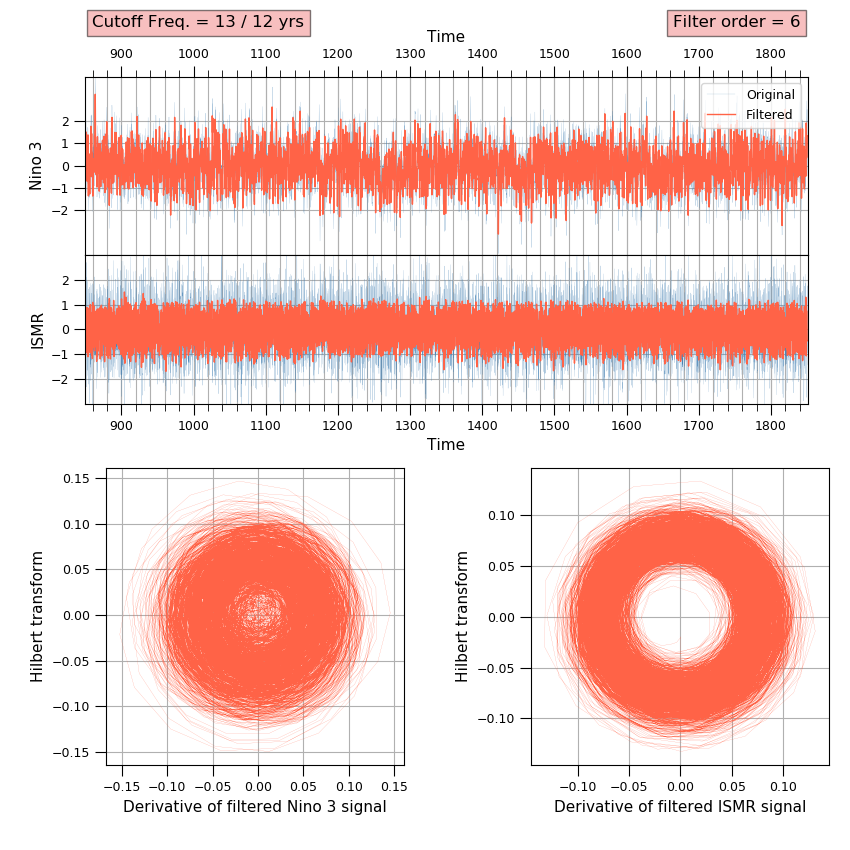 Cutoff Freq. = 13 / 12 yrs
Filter order = 6
Time
900 1000 1100 1200 1300 1400 1500 1600 1700 1800
Original
Filtered
Nino 3
2
1
0
−1
−2
ISMR
2
1
0
−1
−2
900 1000 1100 1200 1300 1400 1500 1600 1700 1800
Time
Hilbert transform
0.15
0.10
0.05
0.00
−0.05
−0.10
−0.15
−0.15 −0.10 −0.05 0.00 0.05 0.10 0.15
Derivative of filtered Nino 3 signal
Hilbert transform
0.10
0.05
0.00
−0.05
−0.10
−0.10 −0.05 0.00 0.05 0.10
Derivative of filtered ISMR signal